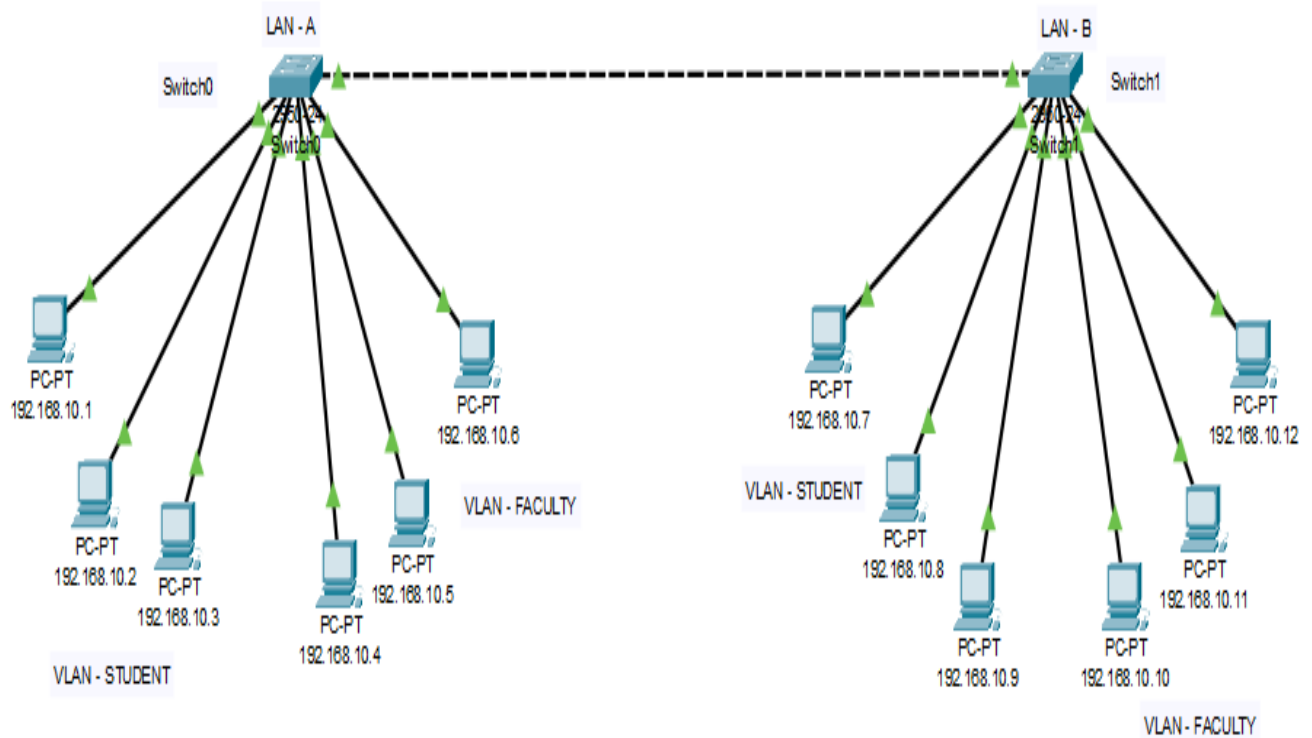 LAN - A
LAN - B
Switch0
Switch1
2960-24
Switch0
2960-24
Switch1
PC-PT
192.168.10.1
PC-PT
192.168.10.2
PC-PT
192.168.10.3
PC-PT
192.168.10.4
PC-PT
192.168.10.5
PC-PT
192.168.10.6
VLAN - STUDENT
VLAN - FACULTY
PC-PT
192.168.10.7
PC-PT
192.168.10.8
PC-PT
192.168.10.9
PC-PT
192.168.10.10
PC-PT
192.168.10.11
PC-PT
192.168.10.12
VLAN - STUDENT
VLAN - FACULTY